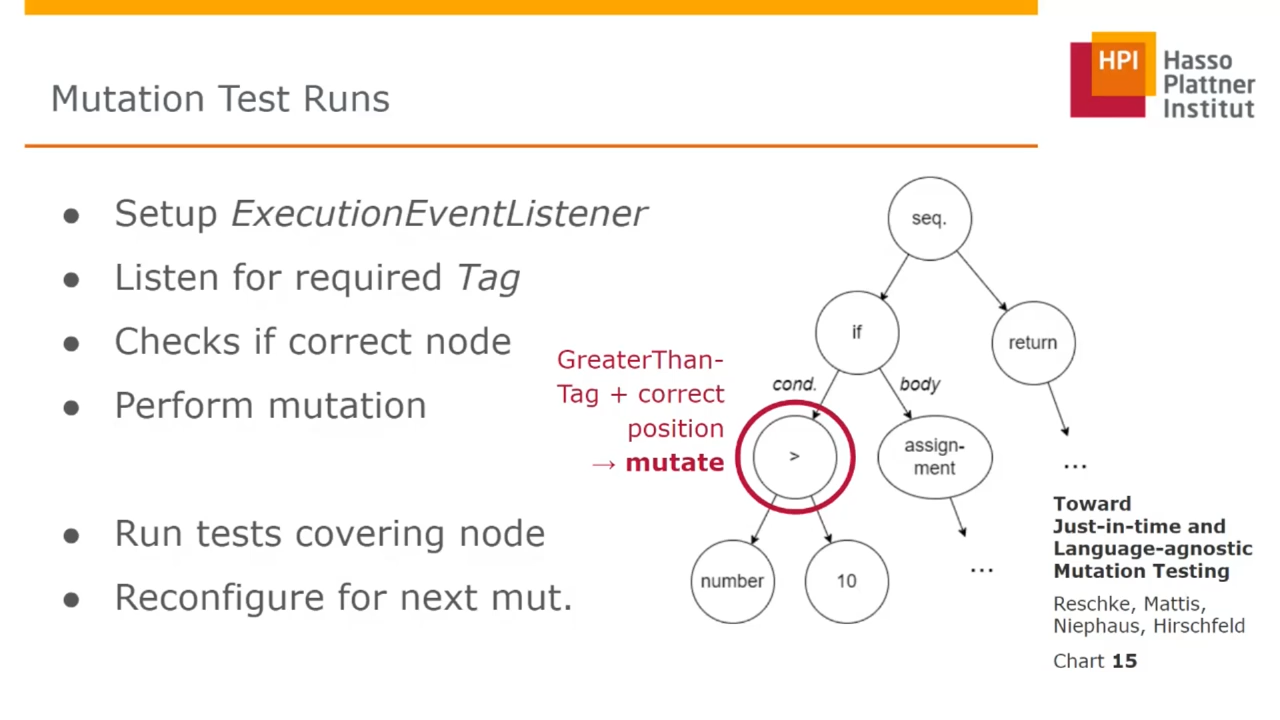 HPI
Hasso
Plattner
Institut
Mutation Test Runs
● Setup ExecutionEventListener
● Listen for required Tag
● Checks if correct node
● Perform mutation
● Run tests covering node
● Reconfigure for next mut.
GreaterThan-
Tag + correct
position
→ mutate
seq.
if
return
cond.
body
>
assign-
ment
...
...
number
10
Toward
Just-in-time and
Language-agnostic
Mutation Testing
Reschke, Mattis,
Niephaus, Hirschfeld
Chart 15